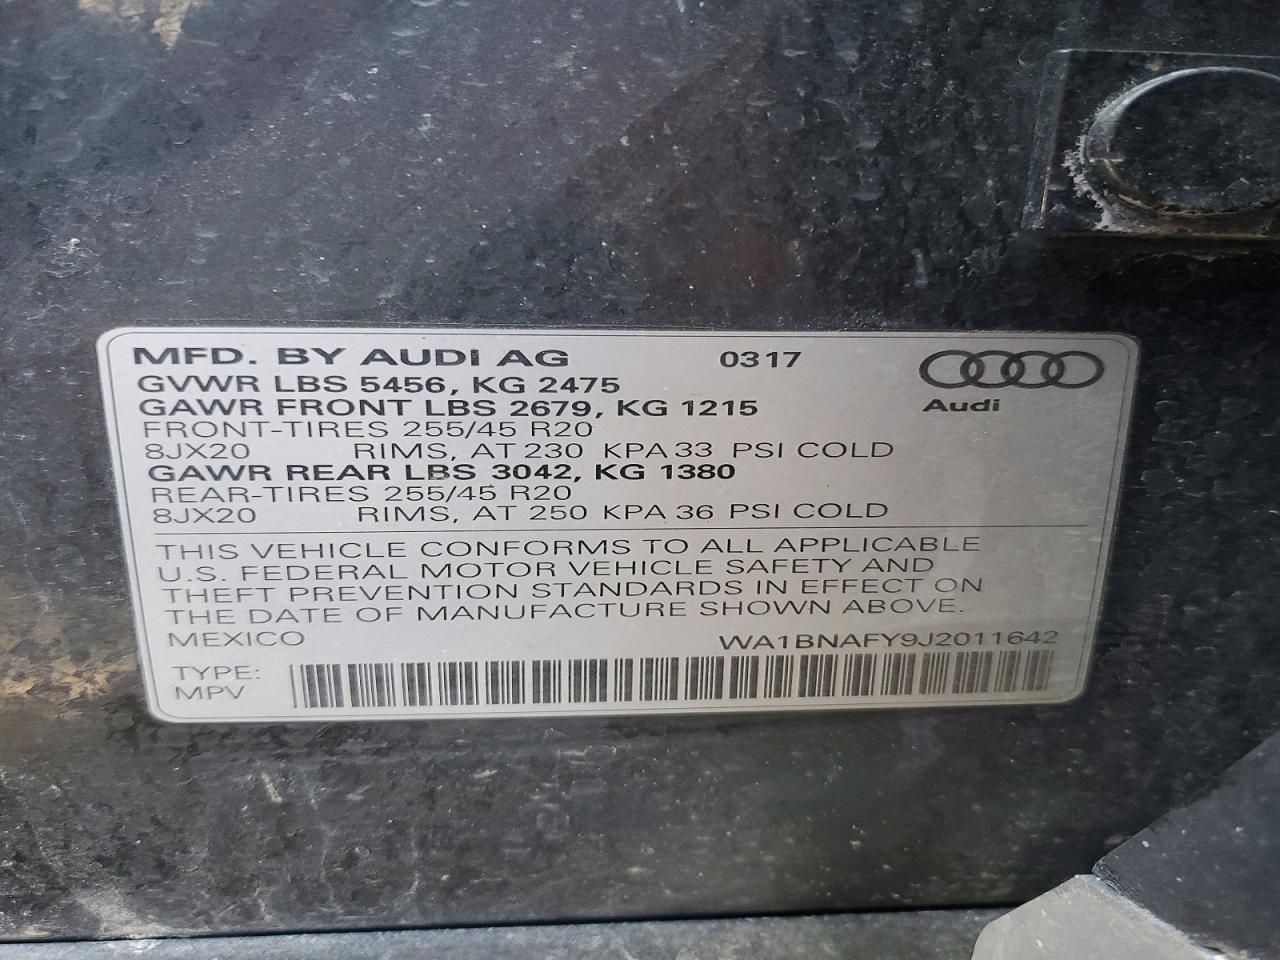 MFD. BY AUDI AG 0317
GVWR LBS 5456, KG 2475
GAWR FRONT LBS 2679, KG 1215
Audi
FRONT-TIRES 255/45 R20
8JX20 RIMS, AT 230 KPA 33 PSI COLD
GAWR REAR LBS 3042, KG 1380
REAR-TIRES 255/45 R20
8JX20 RIMS, AT 250 KPA 36 PSI COLD
THIS VEHICLE CONFORMS TO ALL APPLICABLE
U.S. FEDERAL MOTOR VEHICLE SAFETY AND
THEFT PREVENTION STANDARDS IN EFFECT ON
THE DATE OF MANUFACTURE SHOWN ABOVE.
MEXICO WA1BNAFY9J2011642
TYPE:
MPV